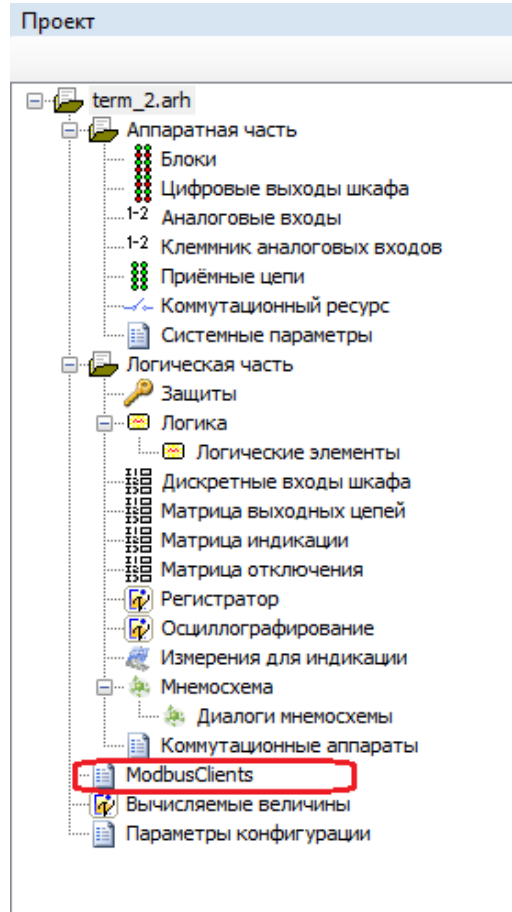 Проект
term_2.arh
Аппаратная часть
Блоки
Цифровые выходы шкафа
1-2 Аналоговые входы
1-2 Клеммник аналоговых входов
Приёмные цепи
Коммутационный ресурс
Системные параметры
Логическая часть
Защиты
Логика
Логические элементы
Дискретные входы шкафа
Матрица выходных цепей
Матрица индикации
Матрица отключения
Регистратор
Осциллографирование
Измерения для индикации
Мнемосхема
Диалоги мнемосхемы
Коммутационные аппараты
ModbusClients
Вычисляемые величины
Параметры конфигурации